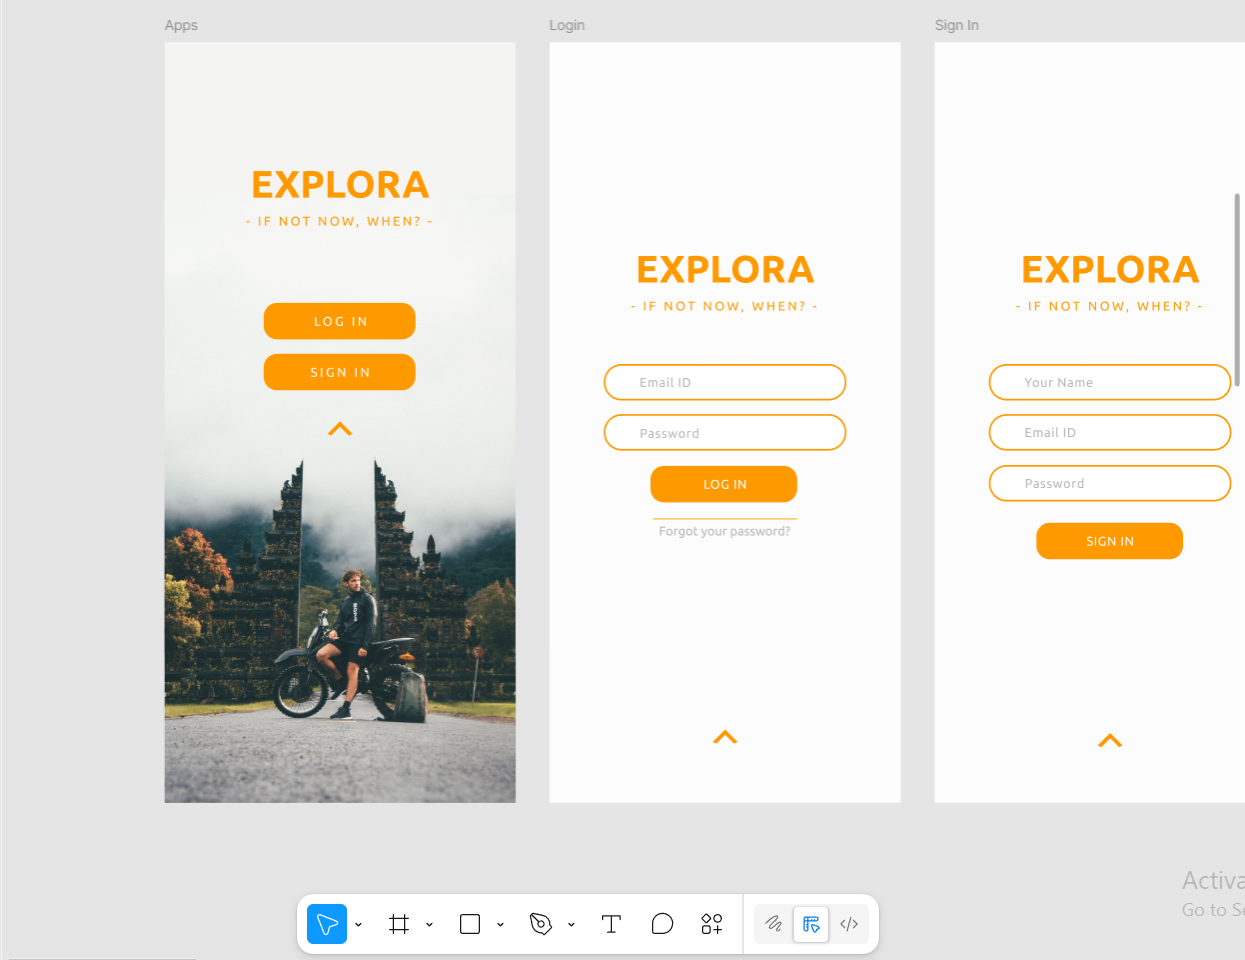 Apps
EXPLORA
- IF NOT NOW, WHEN? -
LOG IN
SIGN IN
Login
EXPLORA
- IF NOT NOW, WHEN? -
Email ID
Password
LOG IN
Forgot your password?
Sign In
EXPLORA
- IF NOT NOW, WHEN? -
Your Name
Email ID
Password
SIGN IN
Activa
Go to Se